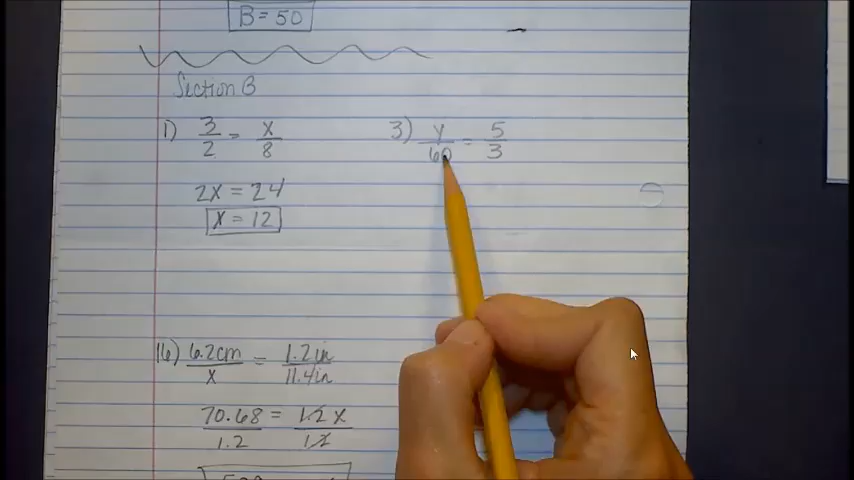 B = 50
Section B
1) 3/2 = x/8
2x = 24
x = 12
3) y/60 = 5/3
16) 6.2cm/x = 1.2in/11.4in
70.68/1.2 = 1.2x/1.2